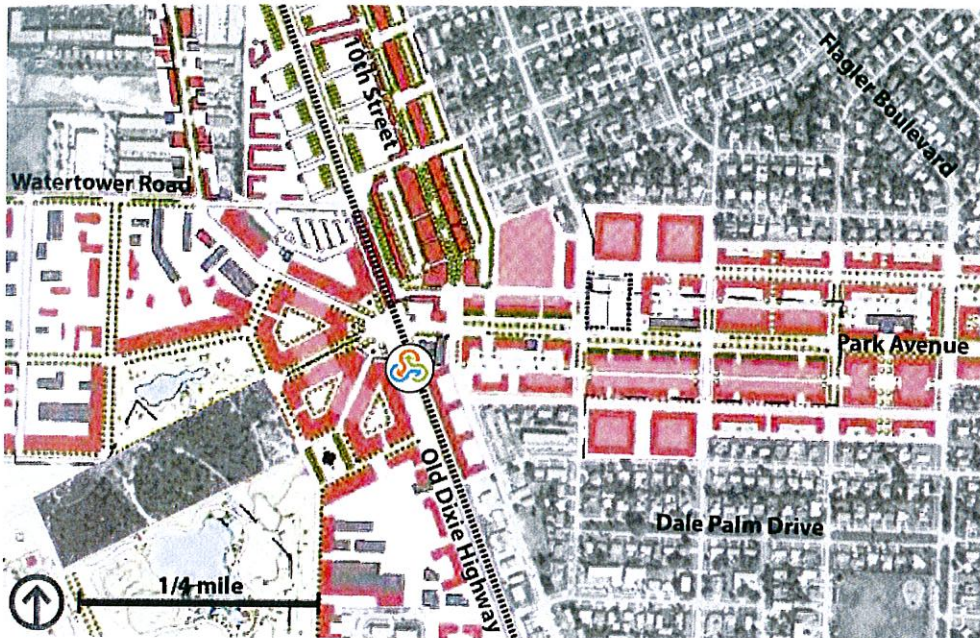 10th Street
Flagler Boulevard
Watertower Road
Park Avenue
Old Dixie Highway
Dale Palm Drive
1/4 mile